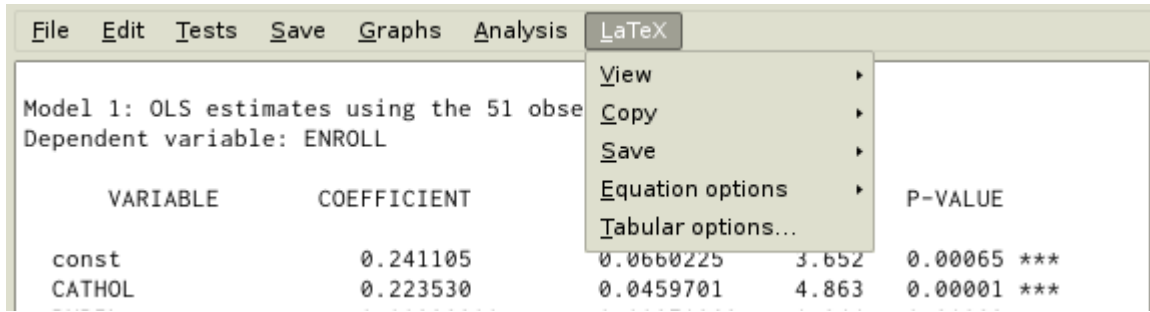 File Edit Tests Save Graphs Analysis LaTeX
View
Copy
Save
Equation options
Tabular options...
Model 1: OLS estimates using the 51 obse
Dependent variable: ENROLL
VARIABLE COEFFICIENT P-VALUE
const 0.241105 0.0660225 3.652 0.00065 ***
CATHOL 0.223530 0.0459701 4.863 0.00001 ***